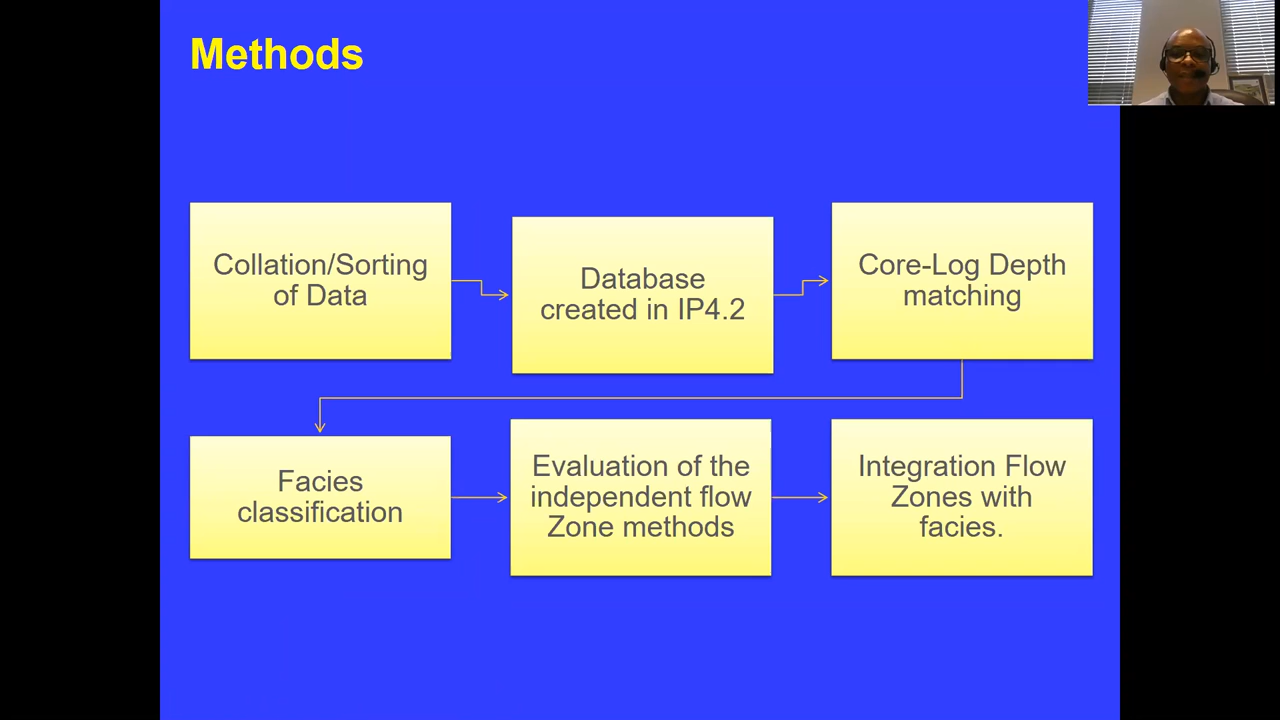 Methods
Collation/Sorting
of Data
Database
created in IP4.2
Core-Log Depth
matching
Facies
classification
Evaluation of the
independent flow
Zone methods
Integration Flow
Zones with
facies.